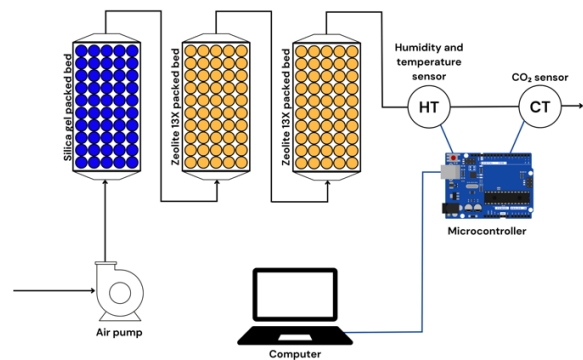 Silica gel packed bed
Zeolite 13X packed bed
Zeolite 13X packed bed
Humidity and
temperature
sensor
CO₂ sensor
HT
CT
Microcontroller
Air pump
Computer